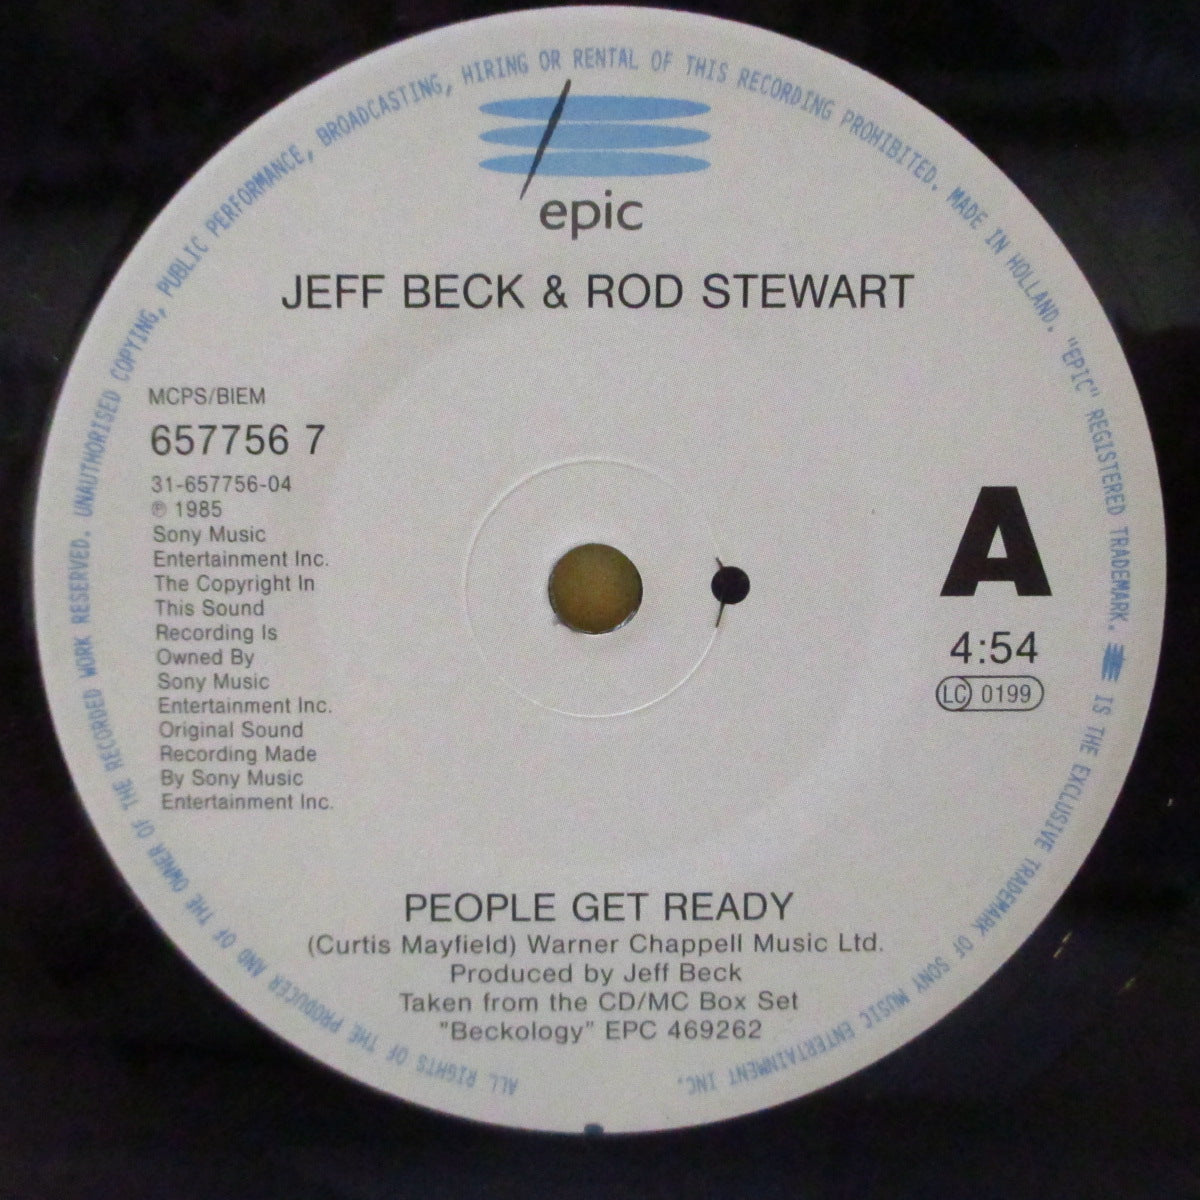 ALL RIGHTS OF THE PRODUCER AND OF THE OWNER OF THE RECORDED WORK RESERVED. UNAUTHORISED COPYING, PUBLIC PERFORMANCE, BROADCASTING, HIRING OR RENTAL OF THIS RECORDING PROHIBITED. MADE IN HOLLAND. "EPIC" REGISTERED TRADEMARK. IS THE EXCLUSIVE TRADEMARK OF SONY MUSIC ENTERTAINMENT INC.
epic
JEFF BECK & ROD STEWART
MCPS/BIEM
657756 7
31-657756-04
℗ 1985
Sony Music
Entertainment Inc.
The Copyright In
This Sound
Recording Is
Owned By
Sony Music
Entertainment Inc.
Original Sound
Recording Made
By Sony Music
Entertainment Inc.
A
4:54
LC 0199
PEOPLE GET READY
(Curtis Mayfield) Warner Chappell Music Ltd.
Produced by Jeff Beck
Taken from the CD/MC Box Set
"Beckology" EPC 469262